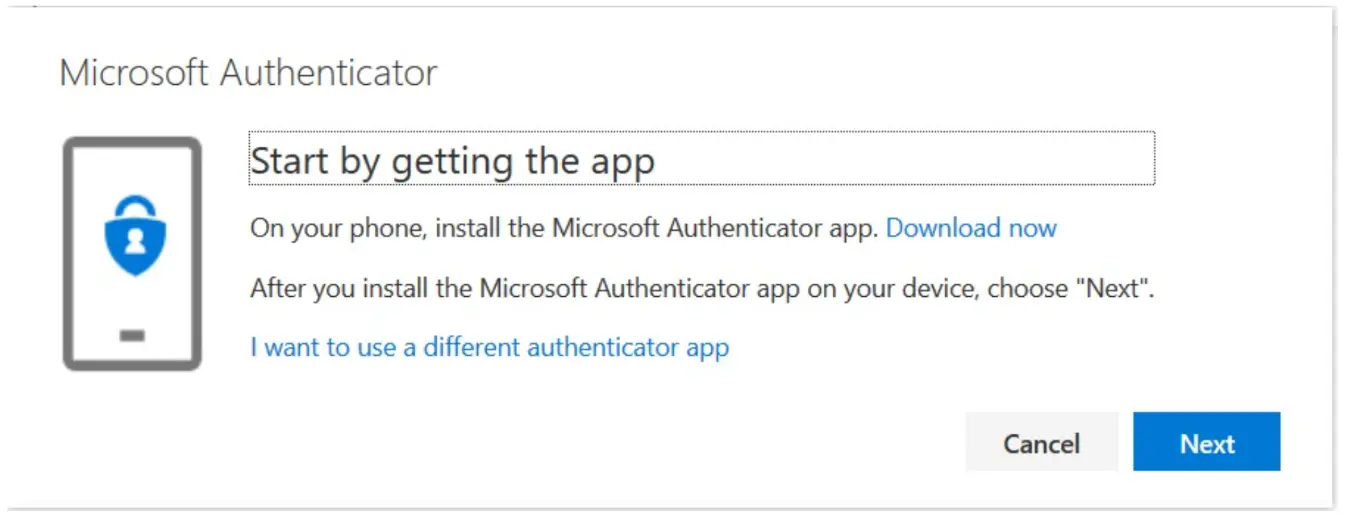 Microsoft Authenticator
Start by getting the app
On your phone, install the Microsoft Authenticator app. Download now
After you install the Microsoft Authenticator app on your device, choose "Next".
I want to use a different authenticator app
Cancel Next